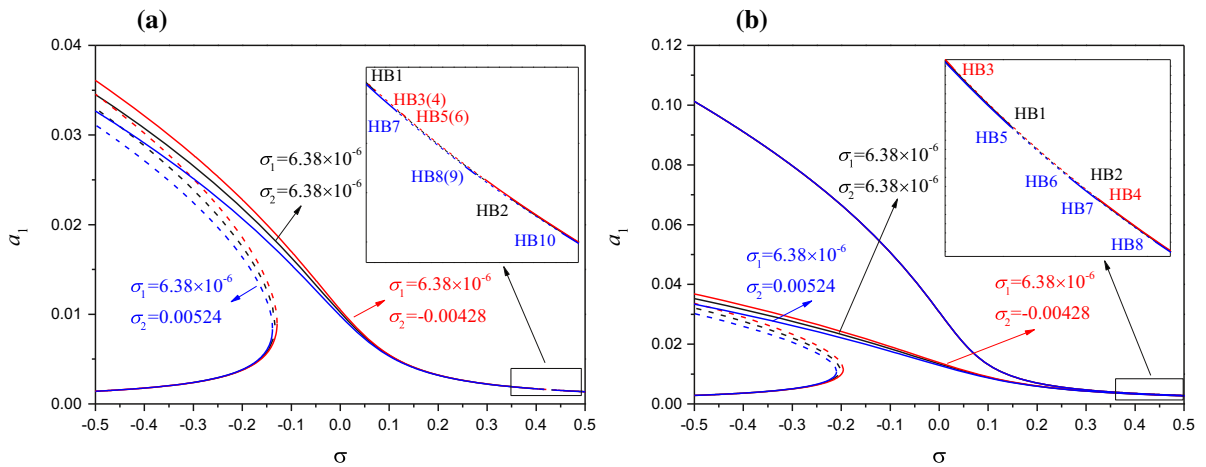 (a)
0.04
0.03
0.02
0.01
0.00
a₁
-0.5 -0.4 -0.3 -0.2 -0.1 0.0 0.1 0.2 0.3 0.4 0.5
σ
HB1
HB3(4)
HB5(6)
HB7
HB8(9)
HB2
HB10
σ₁=6.38×10⁻⁶
σ₂=6.38×10⁻⁶
σ₁=6.38×10⁻⁶
σ₂=0.00524
σ₁=6.38×10⁻⁶
σ₂=-0.00428
(b)
0.12
0.10
0.08
0.06
0.04
0.02
0.00
a₁
-0.5 -0.4 -0.3 -0.2 -0.1 0.0 0.1 0.2 0.3 0.4 0.5
σ
HB3
HB1
HB5
HB2
HB6
HB4
HB7
HB8
σ₁=6.38×10⁻⁶
σ₂=6.38×10⁻⁶
σ₁=6.38×10⁻⁶
σ₂=0.00524
σ₁=6.38×10⁻⁶
σ₂=-0.00428